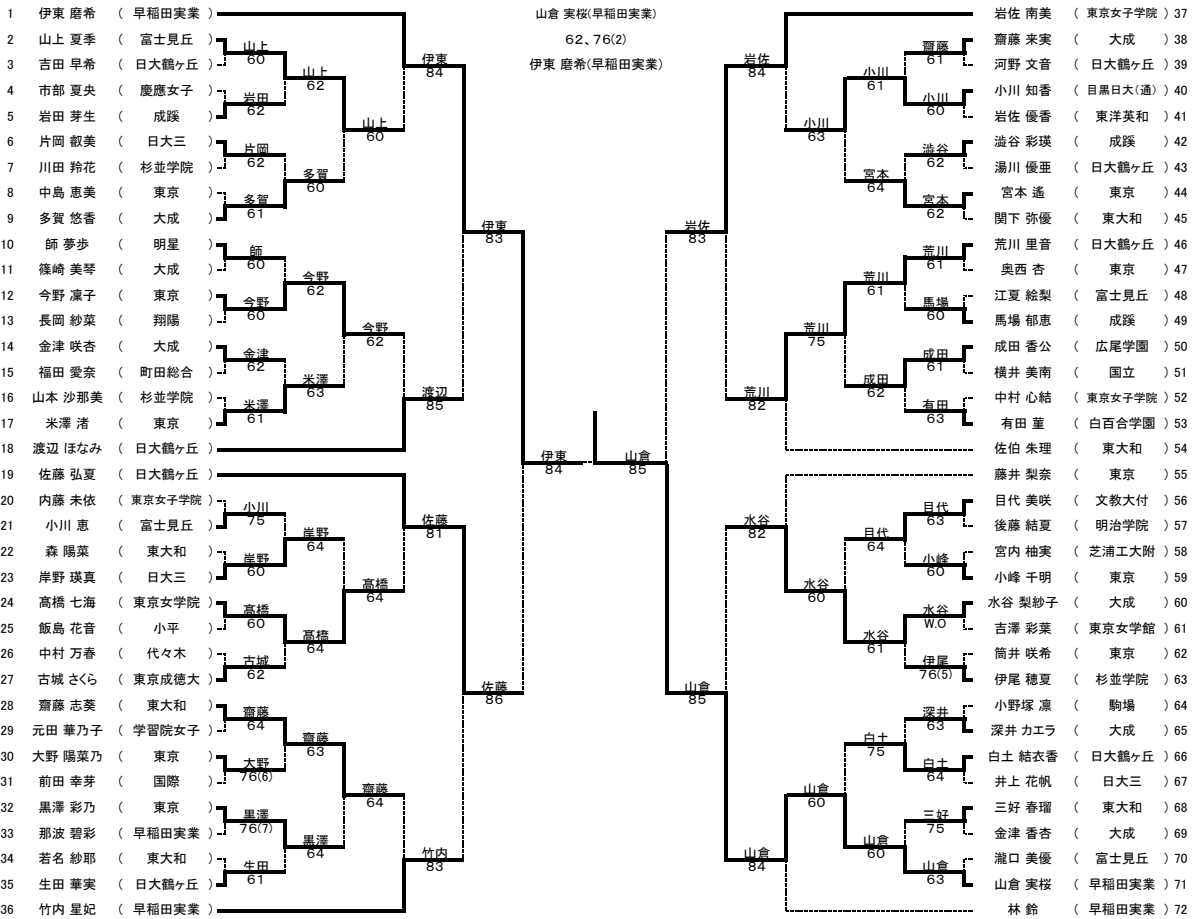 山倉 実桜(早稲田実業)
62、76(2)
伊東 磨希(早稲田実業)
1 伊東 磨希 ( 早稲田実業 )
2 山上 夏季 ( 富士見丘 )
3 吉田 早希 ( 日大鶴ヶ丘 )
4 市部 夏央 ( 慶應女子 )
5 岩田 芽生 ( 成蹊 )
6 片岡 叡美 ( 日大三 )
7 川田 羚花 ( 杉並学院 )
8 中島 恵美 ( 東京 )
9 多賀 悠香 ( 大成 )
10 師 夢歩 ( 明星 )
11 篠崎 美琴 ( 大成 )
12 今野 凜子 ( 東京 )
13 長岡 紗菜 ( 翔陽 )
14 金津 咲杏 ( 大成 )
15 福田 愛奈 ( 町田総合 )
16 山本 沙那美 ( 杉並学院 )
17 米澤 渚 ( 東京 )
18 渡辺 ほなみ ( 日大鶴ヶ丘 )
19 佐藤 弘夏 ( 日大鶴ヶ丘 )
20 内藤 未依 ( 東京女子学院 )
21 小川 恵 ( 富士見丘 )
22 森 陽菜 ( 東大和 )
23 岸野 瑛真 ( 日大三 )
24 髙橋 七海 ( 東京女学院 )
25 飯島 花音 ( 小平 )
26 中村 万春 ( 代々木 )
27 古城 さくら ( 東京成徳大 )
28 齋藤 志葵 ( 東大和 )
29 元田 華乃子 ( 学習院女子 )
30 大野 陽菜乃 ( 東京 )
31 前田 幸芽 ( 国際 )
32 黒澤 彩乃 ( 東京 )
33 那波 碧彩 ( 早稲田実業 )
34 若名 紗耶 ( 東大和 )
35 生田 華実 ( 日大鶴ヶ丘 )
36 竹内 星妃 ( 早稲田実業 )
山上
60
岩田
62
片岡
62
多賀
61
師
60
今野
60
金津
62
米澤
61
小川
75
岸野
60
髙橋
60
古城
62
齋藤
64
大野
76(6)
黒澤
76(7)
生田
61
山上
62
多賀
60
今野
62
米澤
63
岸野
64
髙橋
64
齋藤
63
黒澤
64
山上
60
今野
62
髙橋
64
齋藤
64
伊東
84
渡辺
85
佐藤
81
竹内
83
伊東
83
佐藤
86
伊東
84
山倉
85
岩佐
83
山倉
85
岩佐
84
荒川
82
水谷
82
山倉
84
小川
63
荒川
75
水谷
60
山倉
60
小川
61
宮本
64
荒川
61
成田
62
目代
64
水谷
61
白土
75
山倉
60
齋藤
61
小川
60
澁谷
62
宮本
62
荒川
61
馬場
60
成田
61
有田
63
目代
63
小峰
60
水谷
W.O
伊尾
76(5)
深井
63
白土
64
三好
75
山倉
63
岩佐 南美 ( 東京女子学院 ) 37
齋藤 来実 ( 大成 ) 38
河野 文音 ( 日大鶴ヶ丘 ) 39
小川 知香 ( 目黒日大(通) ) 40
岩佐 優香 ( 東洋英和 ) 41
澁谷 彩瑛 ( 成蹊 ) 42
湯川 優亜 ( 日大鶴ヶ丘 ) 43
宮本 遙 ( 東京 ) 44
関下 弥優 ( 東大和 ) 45
荒川 里音 ( 日大鶴ヶ丘 ) 46
奥西 杏 ( 東京 ) 47
江夏 絵梨 ( 富士見丘 ) 48
馬場 郁恵 ( 成蹊 ) 49
成田 香公 ( 広尾学園 ) 50
横井 美南 ( 国立 ) 51
中村 心結 ( 東京女子学院 ) 52
有田 菫 ( 白百合学園 ) 53
佐伯 朱理 ( 東大和 ) 54
藤井 梨奈 ( 東京 ) 55
目代 美咲 ( 文教大付 ) 56
後藤 結夏 ( 明治学院 ) 57
宮内 柚実 ( 芝浦工大附 ) 58
小峰 千明 ( 東京 ) 59
水谷 梨紗子 ( 大成 ) 60
吉澤 彩葉 ( 東京女学館 ) 61
筒井 咲希 ( 東京 ) 62
伊尾 穂夏 ( 杉並学院 ) 63
小野塚 凛 ( 駒場 ) 64
深井 カエラ ( 大成 ) 65
白土 結衣香 ( 日大鶴ヶ丘 ) 66
井上 花帆 ( 日大三 ) 67
三好 春瑠 ( 東大和 ) 68
金津 香杏 ( 大成 ) 69
瀧口 美優 ( 富士見丘 ) 70
山倉 実桜 ( 早稲田実業 ) 71
林 鈴 ( 早稲田実業 ) 72